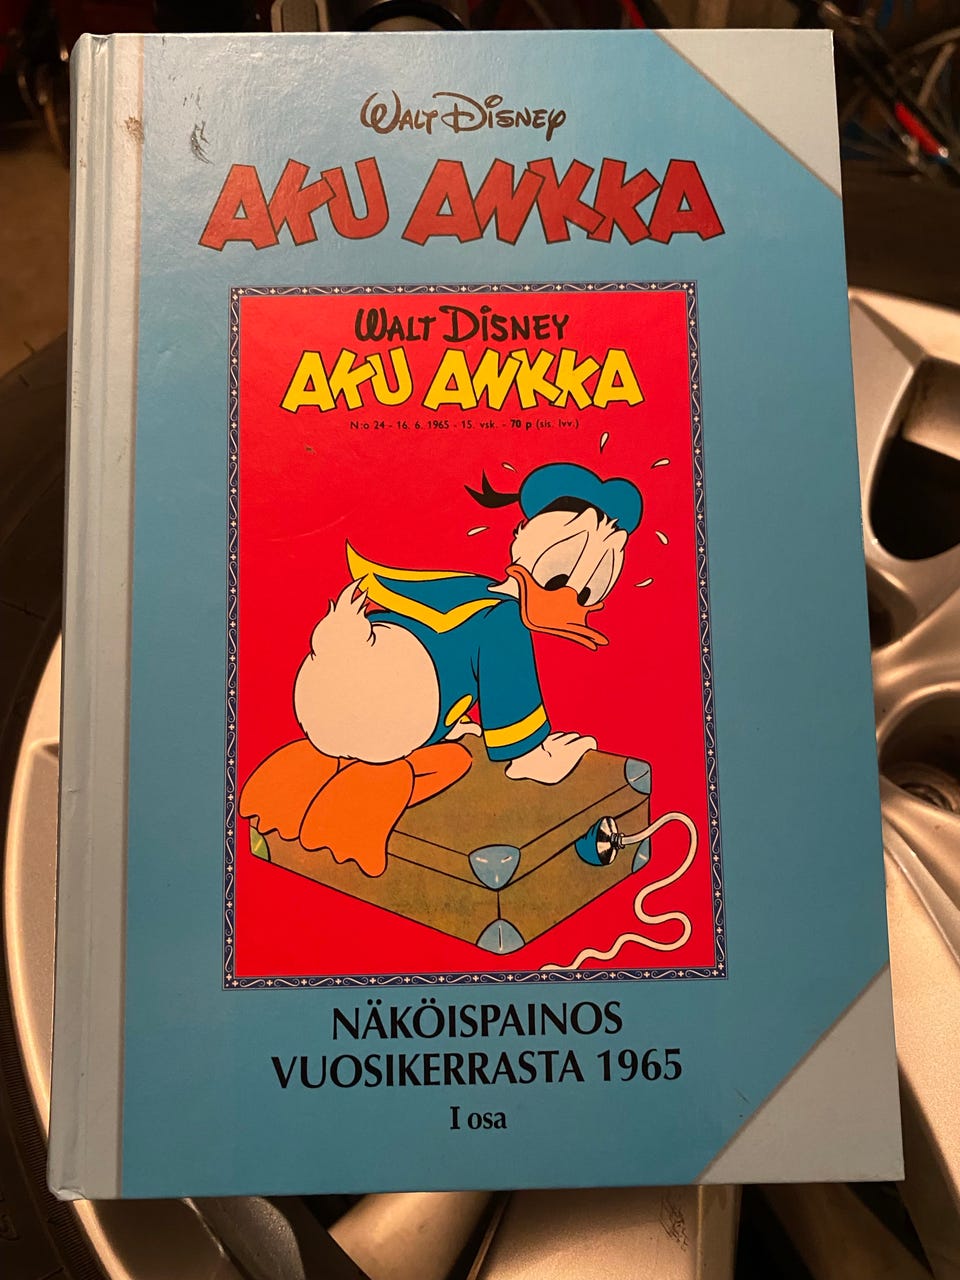 WALT DISNEY
AKU ANKKA
WALT DISNEY
AKU ANKKA
N:o 24 - 16. 6. 1965 - 15. vsk. - 70 p (sis. lvv.)
NÄKÖISPAINOS
VUOSIKERRASTA 1965
I osa